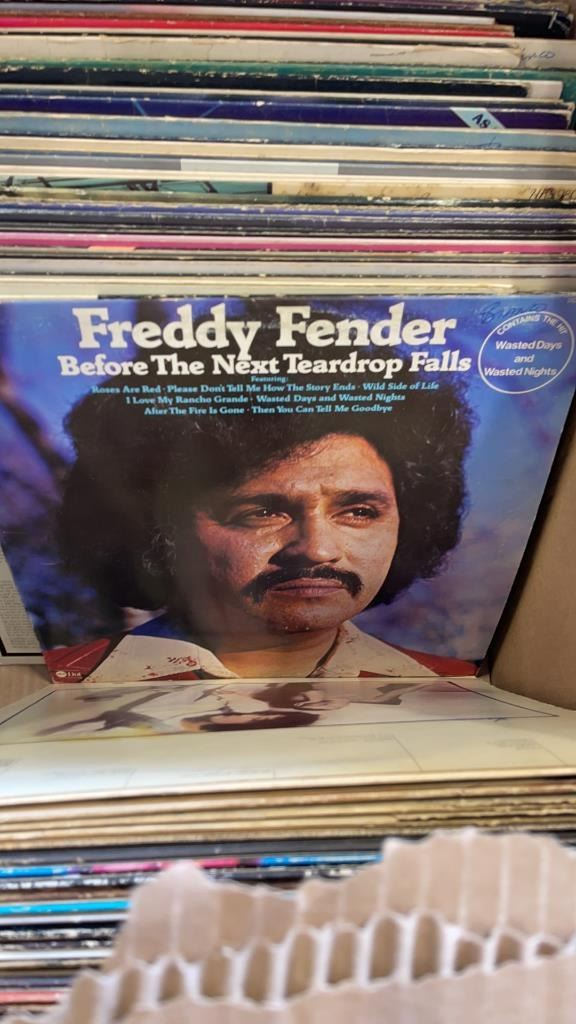 AS
Freddy Fender
Before The Next Teardrop Falls
Featuring:
Roses Are Red · Please Don't Tell Me How The Story Ends · Wild Side of Life
I Love My Rancho Grande · Wasted Days and Wasted Nights
After The Fire Is Gone · Then You Can Tell Me Goodbye
CONTAINS THE HIT
Wasted Days
and
Wasted Nights
Dot